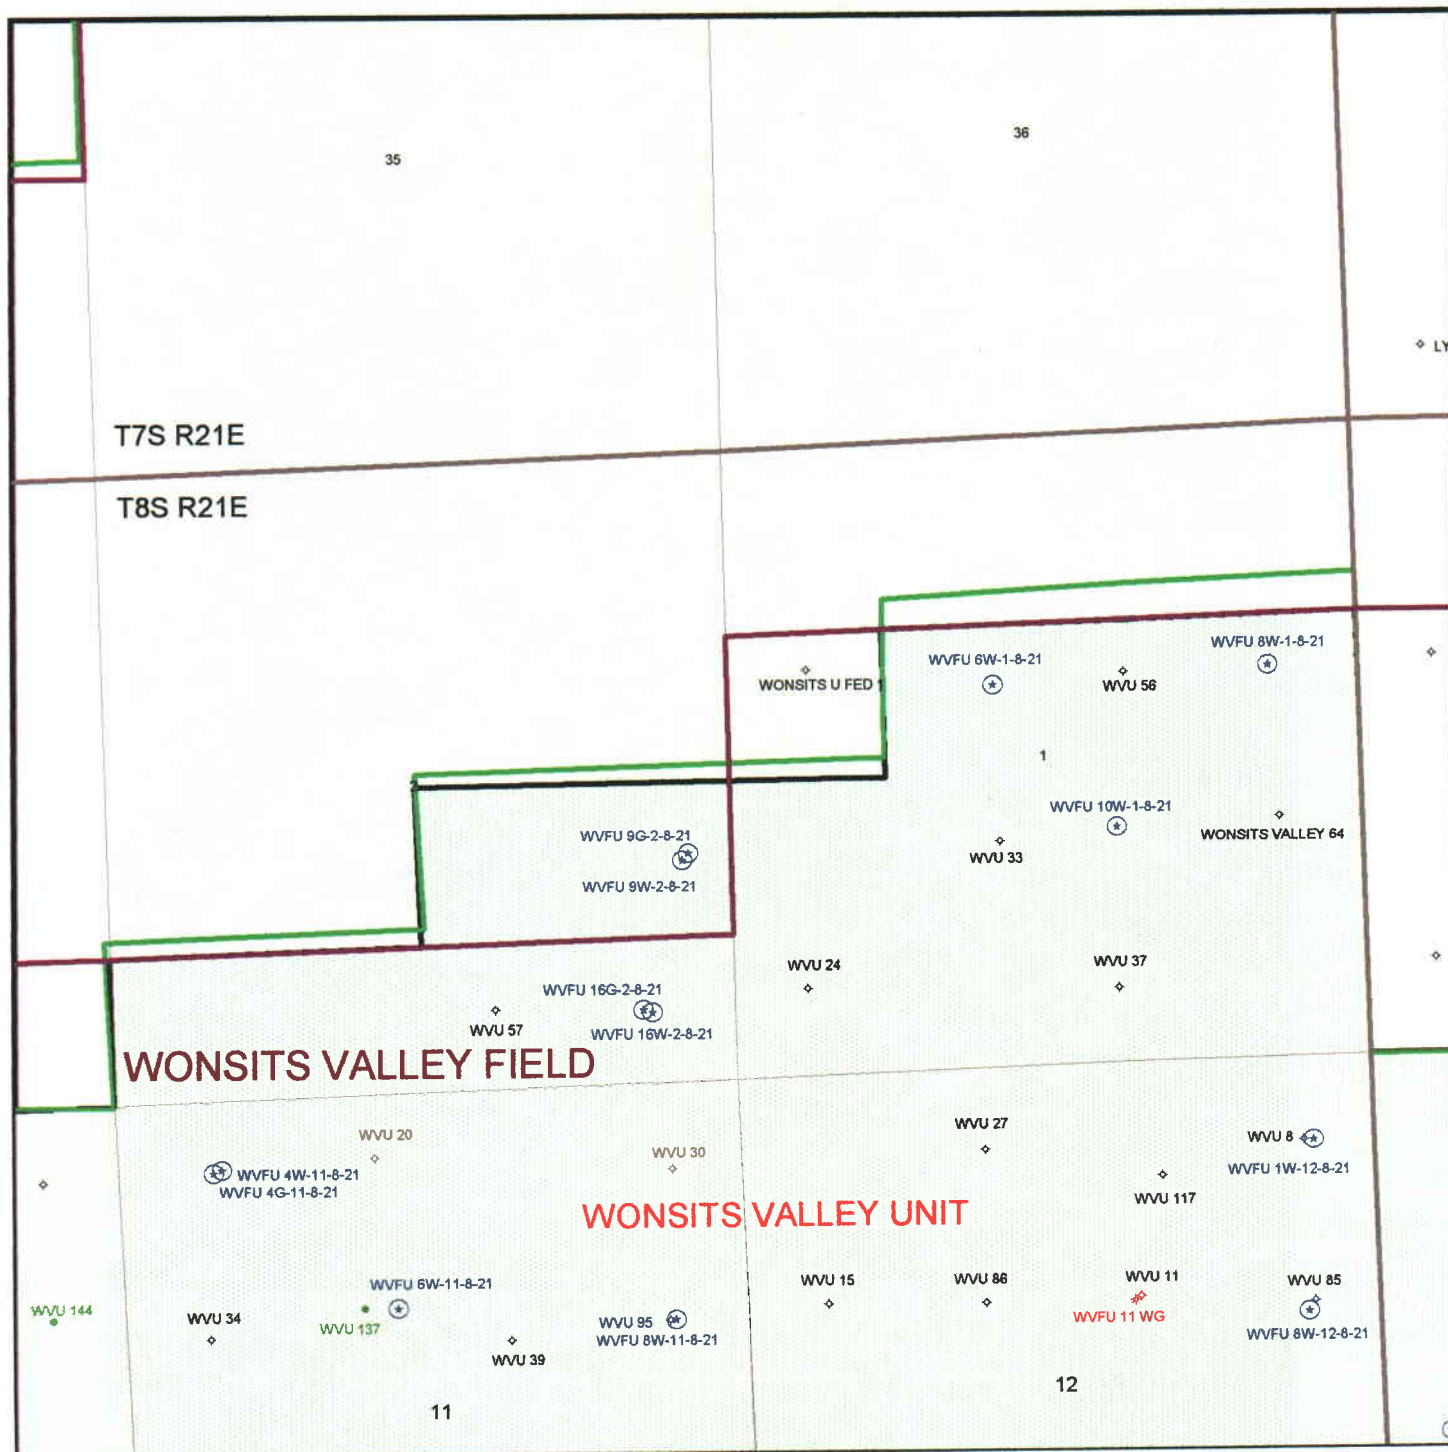 36
35
LY
T7S R21E
T8S R21E
WVFU 8W-1-8-21
WVFU 6W-1-8-21
WONSITS U FED 1
WVU 56
1
2
WVFU 10W-1-8-21
WONSITS VALLEY 64
WVFU 9G-2-8-21
WVU 33
WVFU 9W-2-8-21
WVU 24
WVU 37
WVFU 16G-2-8-21
WVU 57
WVFU 16W-2-8-21
WONSITS VALLEY FIELD
WVU 27
WVU 20
WVU 8
WVU 30
WVFU 1W-12-8-21
WVFU 4W-11-8-21
WVFU 4G-11-8-21
WVU 117
WONSITS VALLEY UNIT
WVFU 6W-11-8-21
WVU 15
WVU 86
WVU 11
WVU 85
WVU 144
WVU 34
WVU 137
WVU 95
WVFU 11 WG
WVFU 8W-11-8-21
WVFU 8W-12-8-21
WVU 39
12
11